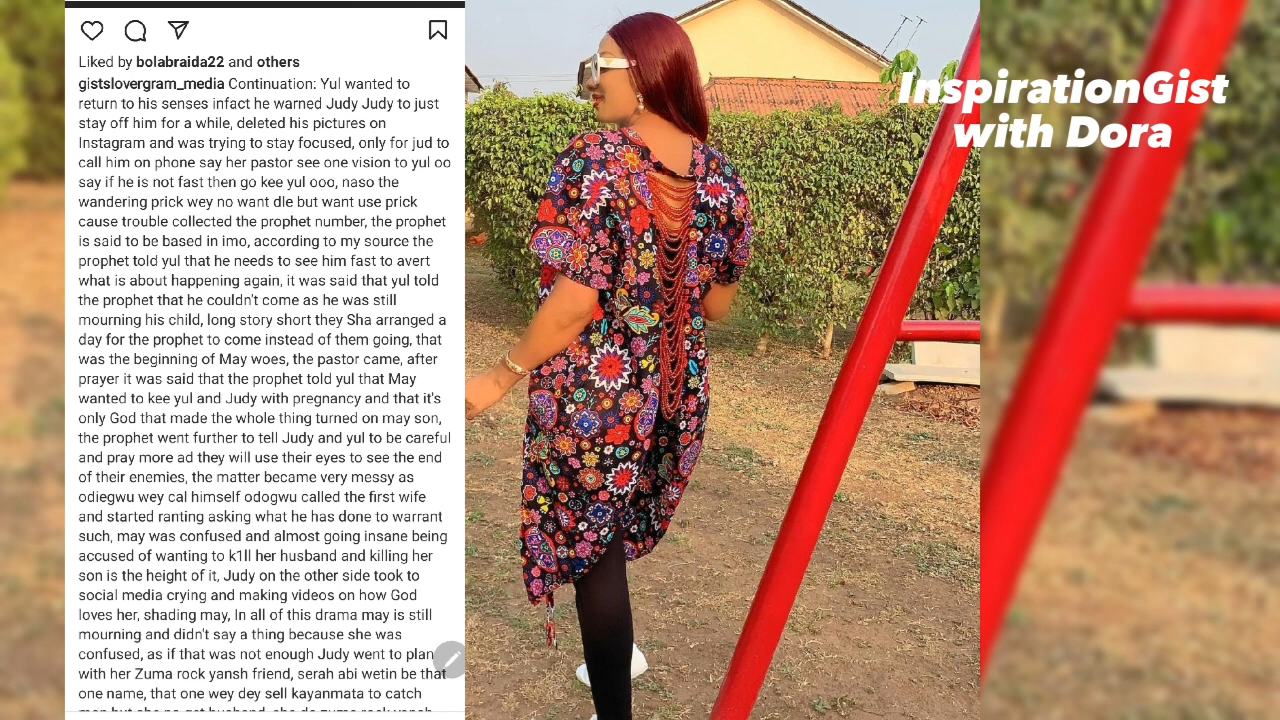 Liked by bolabraida22 and others
gistslovergram_media Continuation: Yul wanted to
return to his senses infact he warned Judy Judy to just
stay off him for a while, deleted his pictures on
Instagram and was trying to stay focused, only for jud to
call him on phone say her pastor see one vision to yul oo
say if he is not fast then go kee yul ooo, naso the
wandering prick wey no want dle but want use prick
cause trouble collected the prophet number, the prophet
is said to be based in imo, according to my source the
prophet told yul that he needs to see him fast to avert
what is about happening again, it was said that yul told
the prophet that he couldn't come as he was still
mourning his child, long story short they Sha arranged a
day for the prophet to come instead of them going, that
was the beginning of May woes, the pastor came, after
prayer it was said that the prophet told yul that May
wanted to kee yul and Judy wth pregnancy and that it's
only God that made the whole thing turned on may son,
the prophet went further to tell Judy and yul to be careful
and pray more ad they will use their eyes to see the end
of their enemies, the matter became very messy as
odiegwu wey cal himself odogwu called the first wife
and started ranting asking what he has done to warrant
such, may was confused and almost going insane being
accused of wanting to k1ll her husband and killing her
son is the height of it, Judy on the other side took to
social media crying and making videos on how God
loves her, shading may, In all of this drama may is still
mourning and didn't say a thing because she was
confused, as if that was not enough Judy went to plan
with her Zuma rock yansh friend, serah abi wetin be that
one name, that one wey dey sell kayanmata to catch
InspirationGist
with Dora